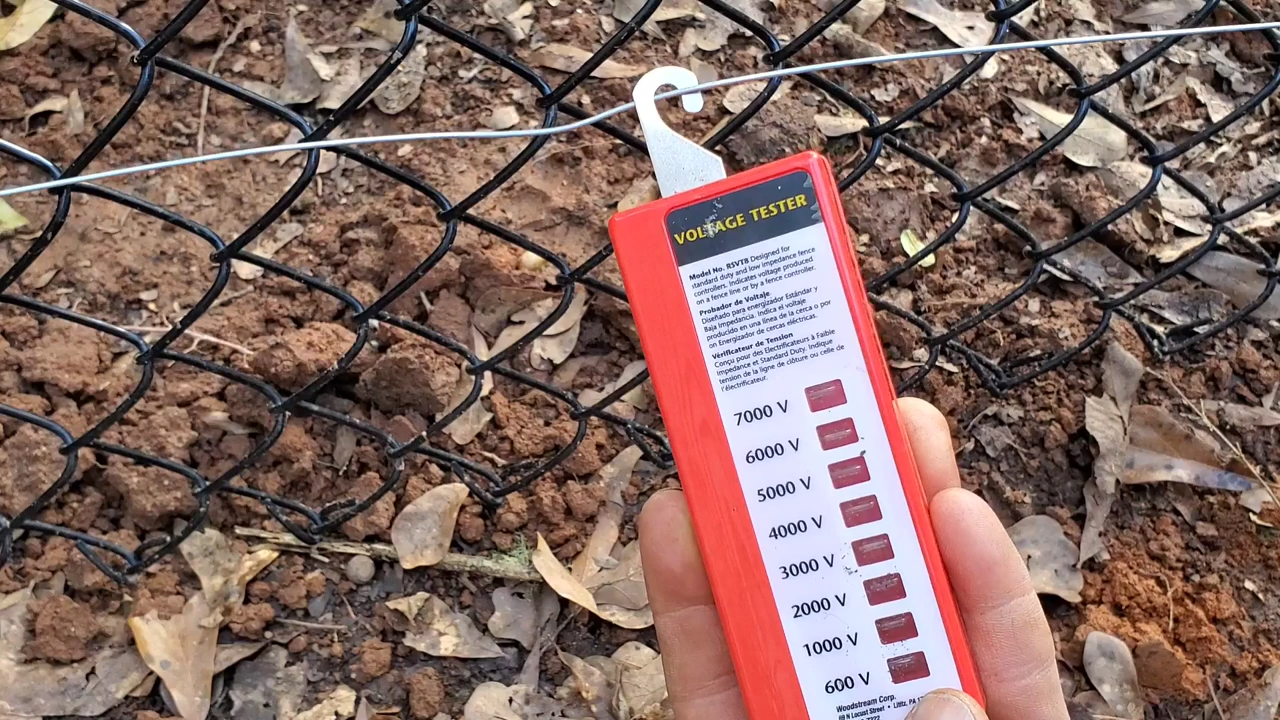 VOLTAGE TESTER
Model No. RSVT8 Designed for
standard duty and low impedance fence
controllers. Indicates voltage produced
on a fence line or by a fence controller.
Probador de Voltaje
Diseñado para energizador Estándar y
Baja Impedancia. Indica el voltaje
producido en una línea de la cerca o por
on Energizador de cercas eléctricas.
Vérificateur de Tension
Conçu pour des Électrificateurs à Faible
impedance et Standard Duty. Indique
tension de la ligne de clôture ou celle de
l'électrificateur.
7000 V
6000 V
5000 V
4000 V
3000 V
2000 V
1000 V
600 V
Woodstream Corp.
69 N Locust Street • Lititz, PA